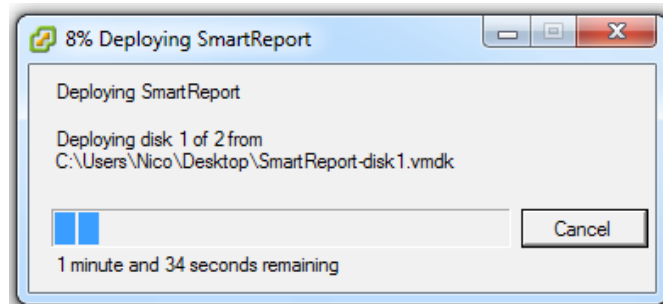 8% Deploying SmartReport
Deploying SmartReport
Deploying disk 1 of 2 from
C:\Users\Nico\Desktop\SmartReport-disk1.vmdk
Cancel
1 minute and 34 seconds remaining